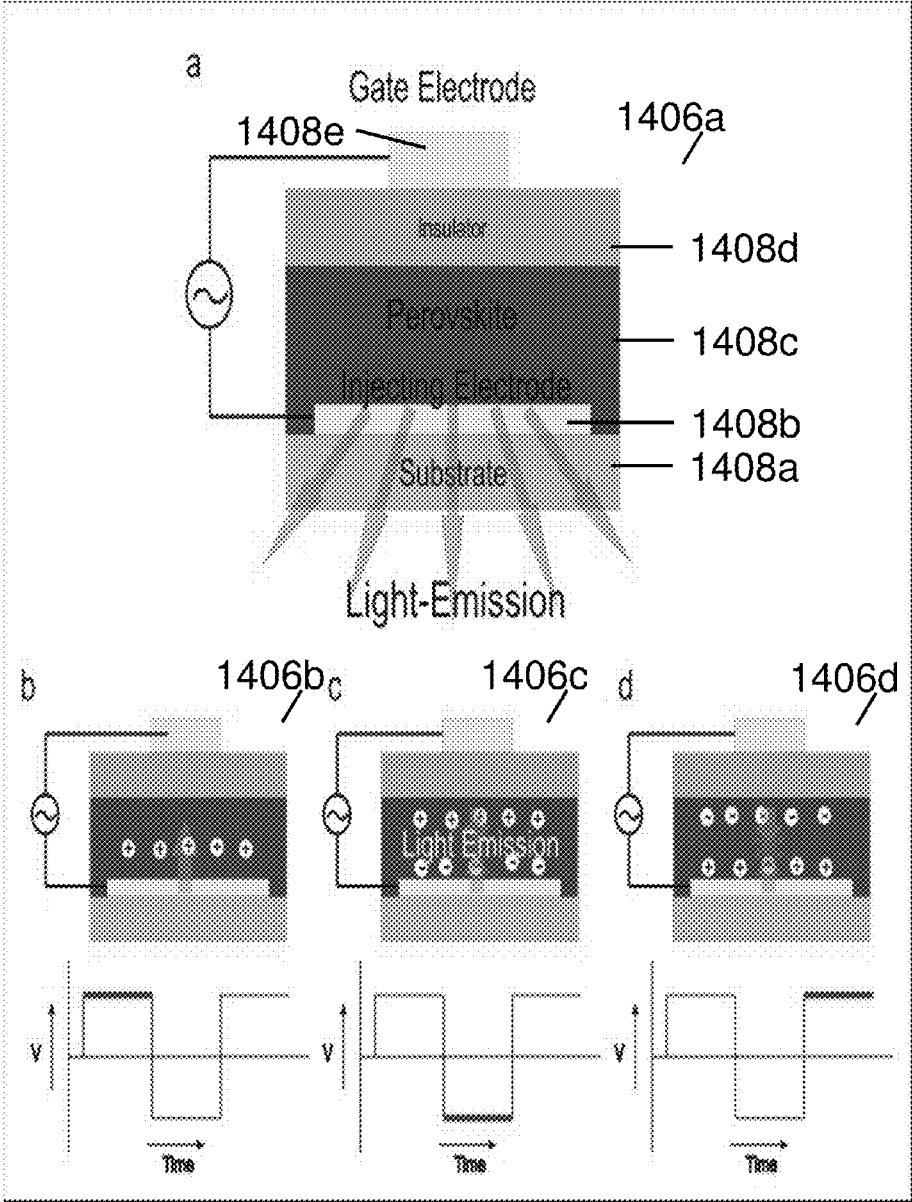 a
Gate Electrode
1408e
1406a
Insulator
1408d
Perovskite
1408c
Injecting Electrode
1408b
Substrate
1408a
Light-Emission
b
1406b
c
1406c
d
1406d
Light Emission
V
Time
V
Time
V
Time